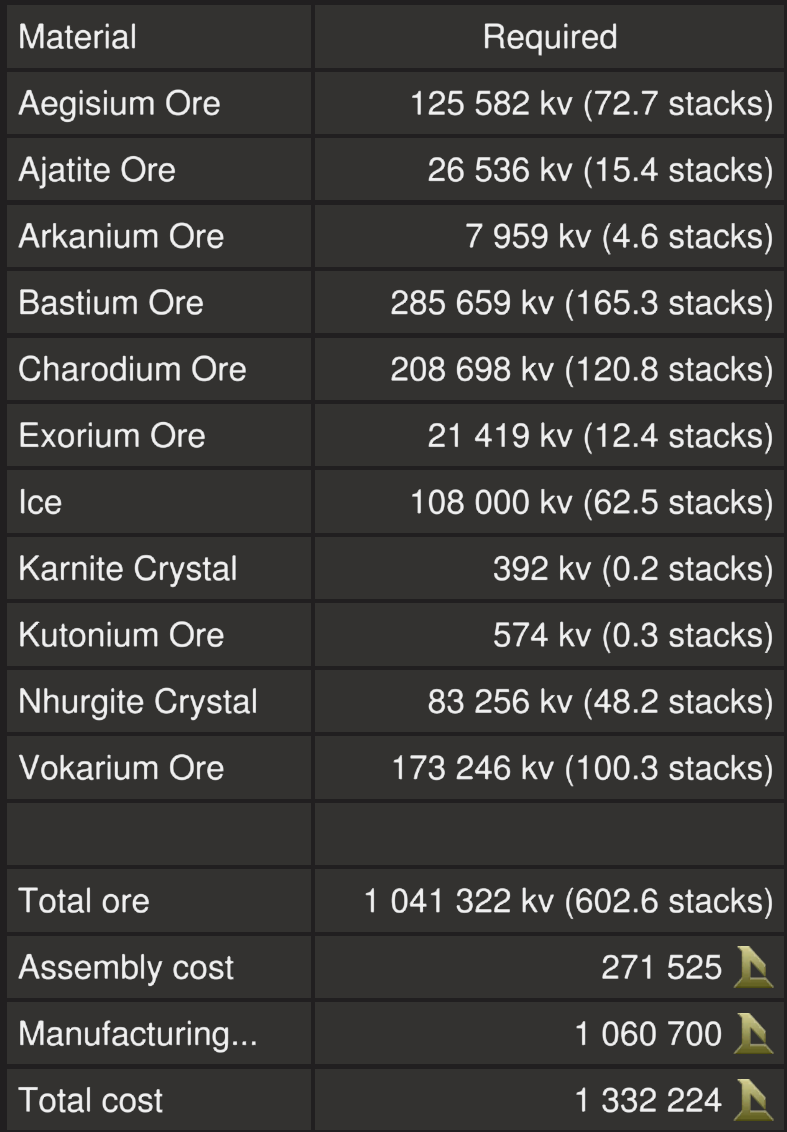 Material Required
Aegisium Ore 125 582 kv (72.7 stacks)
Ajatite Ore 26 536 kv (15.4 stacks)
Arkanium Ore 7 959 kv (4.6 stacks)
Bastium Ore 285 659 kv (165.3 stacks)
Charodium Ore 208 698 kv (120.8 stacks)
Exorium Ore 21 419 kv (12.4 stacks)
Ice 108 000 kv (62.5 stacks)
Karnite Crystal 392 kv (0.2 stacks)
Kutonium Ore 574 kv (0.3 stacks)
Nhurgite Crystal 83 256 kv (48.2 stacks)
Vokarium Ore 173 246 kv (100.3 stacks)
Total ore 1 041 322 kv (602.6 stacks)
Assembly cost 271 525
Manufacturing... 1 060 700
Total cost 1 332 224